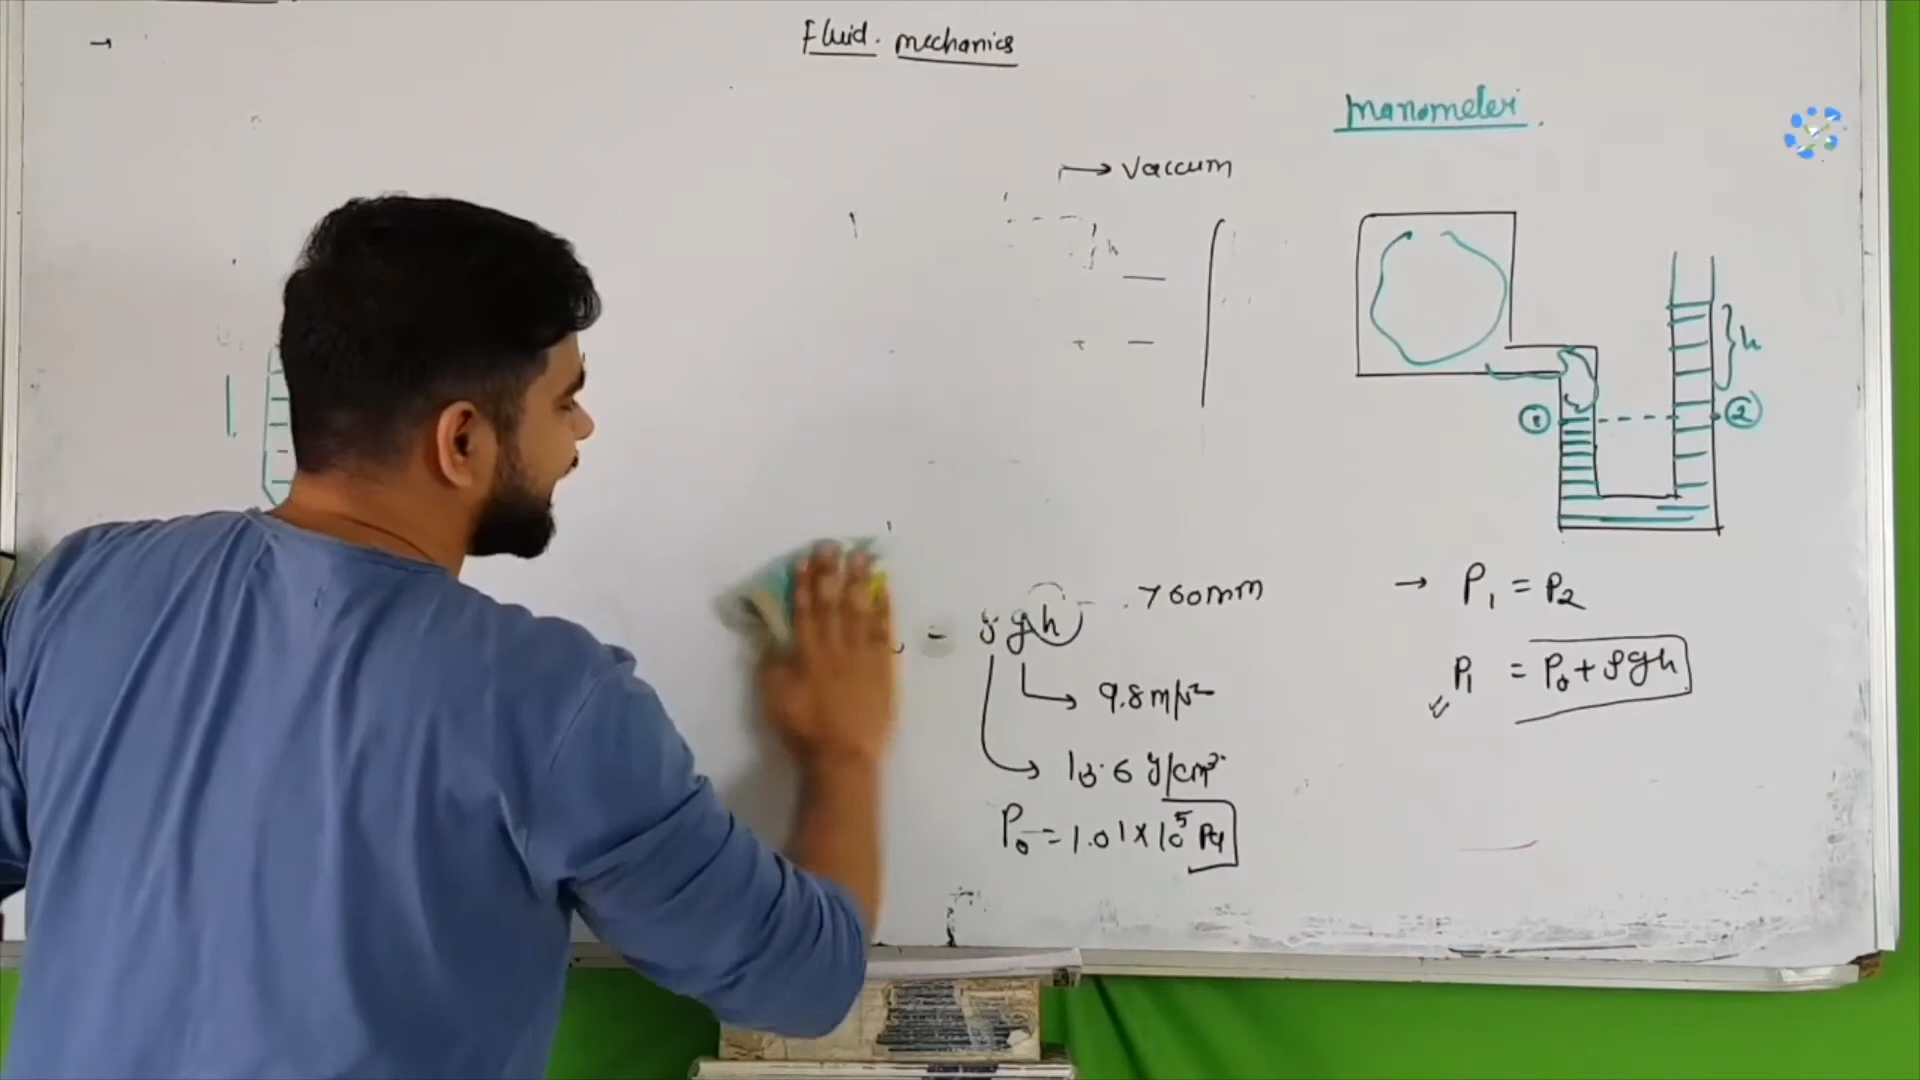 Fluid. mechanics
manometer.
→ vaccum
h
h
1
2
= ρgh 760mm
→ 9.8 m/s²
→ 13.6 g/cm³
P₀ = 1.01 × 10⁵ Pa
→ P₁ = P₂
P₁ = P₀ + ρgh